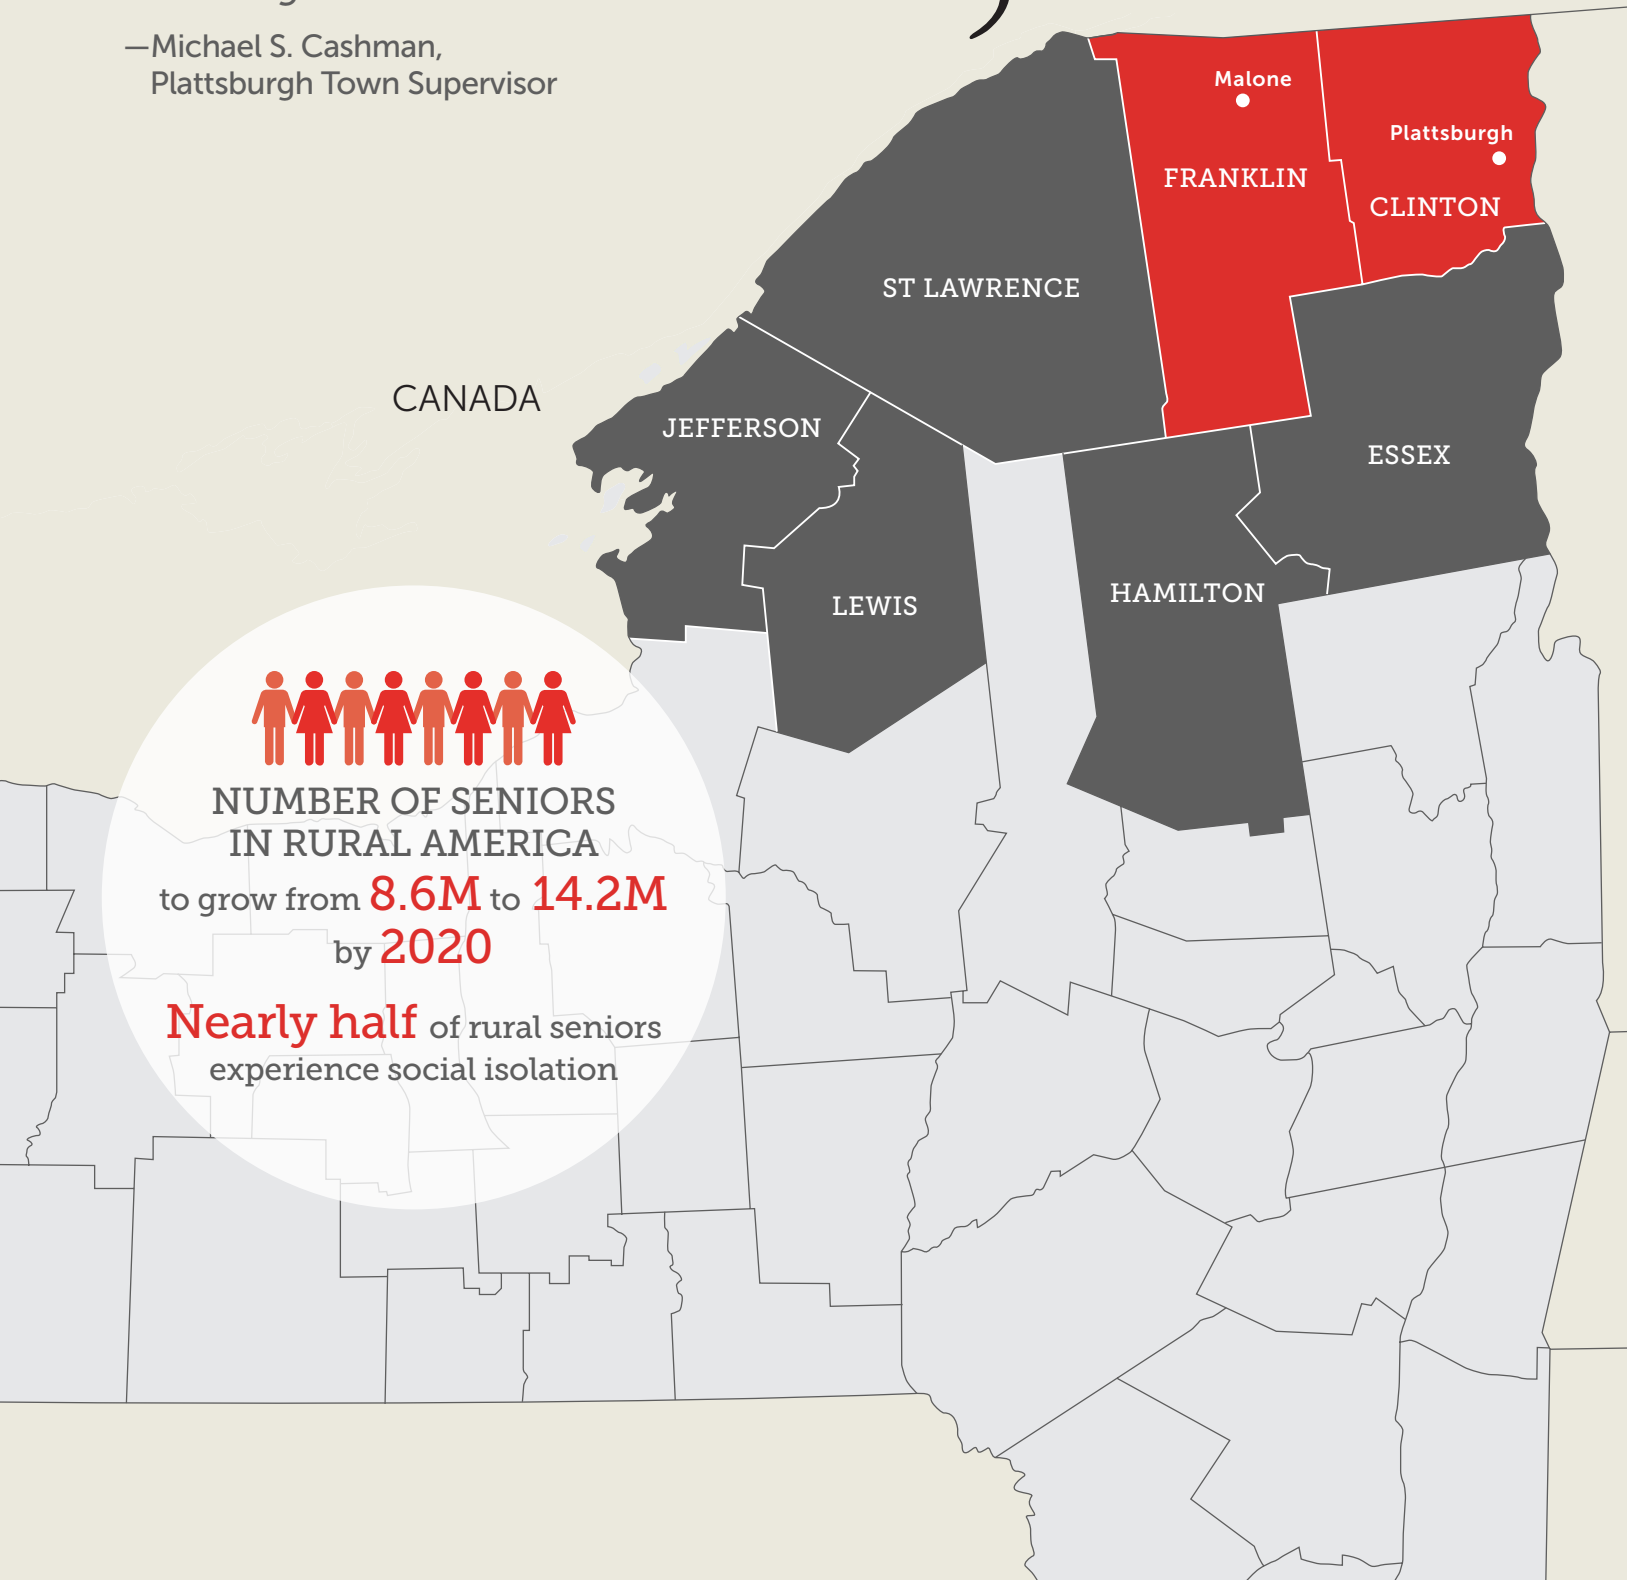 —Michael S. Cashman,
Plattsburgh Town Supervisor
Malone
Plattsburgh
FRANKLIN
CLINTON
ST LAWRENCE
CANADA
JEFFERSON
ESSEX
HAMILTON
LEWIS
NUMBER OF SENIORS
IN RURAL AMERICA
to grow from 8.6M to 14.2M
by 2020
Nearly half of rural seniors
experience social isolation